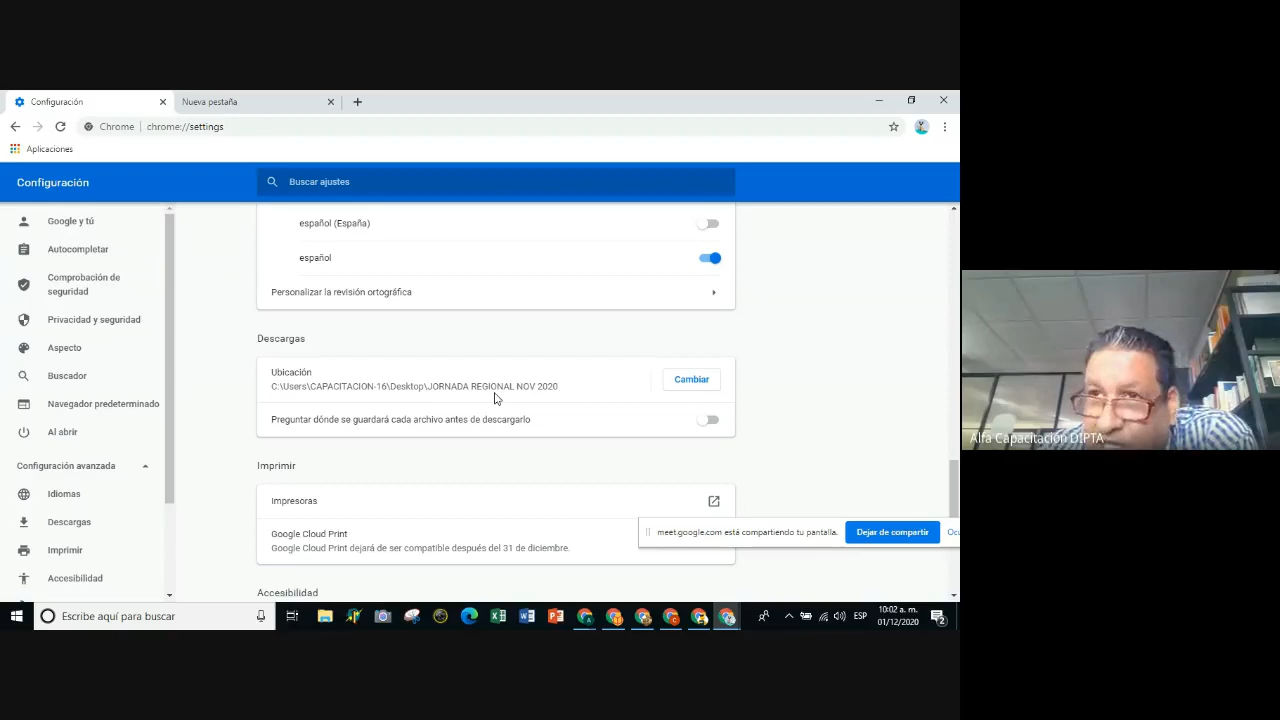 Configuración
Nueva pestaña
Chrome
chrome://settings
Aplicaciones
Configuración
Buscar ajustes
Google y tú
Autocompletar
Comprobación de
seguridad
Privacidad y seguridad
Aspecto
Buscador
Navegador predeterminado
Al abrir
Configuración avanzada
Idiomas
Descargas
Imprimir
Accesibilidad
español (España)
español
Personalizar la revisión ortográfica
Descargas
Ubicación
C:\Users\CAPACITACION-16\Desktop\JORNADA REGIONAL NOV 2020
Cambiar
Preguntar dónde se guardará cada archivo antes de descargarlo
Imprimir
Impresoras
Google Cloud Print
Google Cloud Print dejará de ser compatible después del 31 de diciembre.
meet.google.com está compartiendo tu pantalla.
Dejar de compartir
Ocu
Accesibilidad
Alfa Capacitación DIPTA
Escribe aquí para buscar
ESP
10:02 a. m.
01/12/2020
2